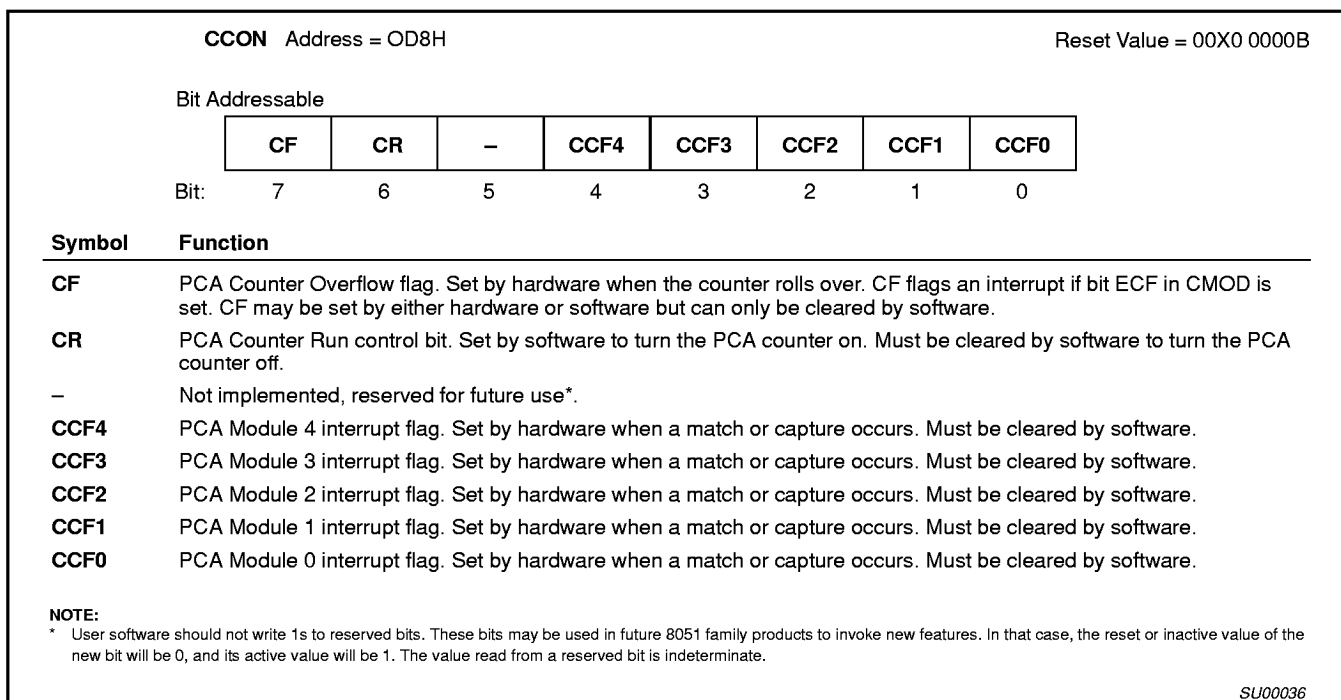 CCON Address = OD8H Reset Value = 00X0 0000B
Bit Addressable
CF CR – CCF4 CCF3 CCF2 CCF1 CCF0
Bit: 7 6 5 4 3 2 1 0
Symbol Function
CF PCA Counter Overflow flag. Set by hardware when the counter rolls over. CF flags an interrupt if bit ECF in CMOD is
set. CF may be set by either hardware or software but can only be cleared by software.
CR PCA Counter Run control bit. Set by software to turn the PCA counter on. Must be cleared by software to turn the PCA
counter off.
– Not implemented, reserved for future use*.
CCF4 PCA Module 4 interrupt flag. Set by hardware when a match or capture occurs. Must be cleared by software.
CCF3 PCA Module 3 interrupt flag. Set by hardware when a match or capture occurs. Must be cleared by software.
CCF2 PCA Module 2 interrupt flag. Set by hardware when a match or capture occurs. Must be cleared by software.
CCF1 PCA Module 1 interrupt flag. Set by hardware when a match or capture occurs. Must be cleared by software.
CCF0 PCA Module 0 interrupt flag. Set by hardware when a match or capture occurs. Must be cleared by software.
NOTE:
* User software should not write 1s to reserved bits. These bits may be used in future 8051 family products to invoke new features. In that case, the reset or inactive value of the
new bit will be 0, and its active value will be 1. The value read from a reserved bit is indeterminate.
SU00036